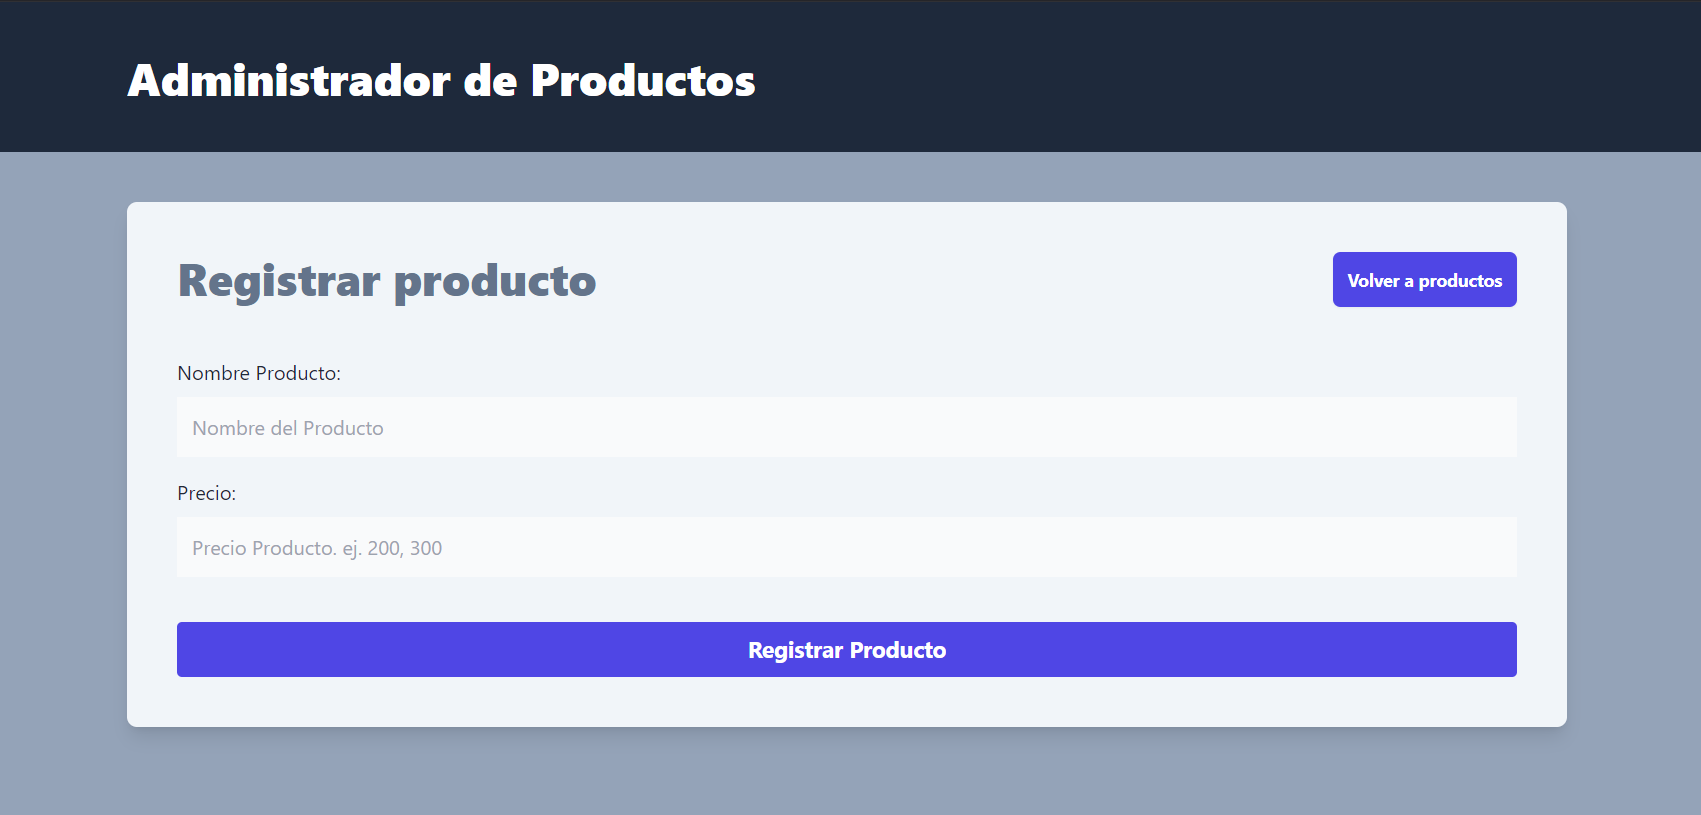 Administrador de Productos
Registrar producto
Volver a productos
Nombre Producto:
Nombre del Producto
Precio:
Precio Producto. ej. 200, 300
Registrar Producto